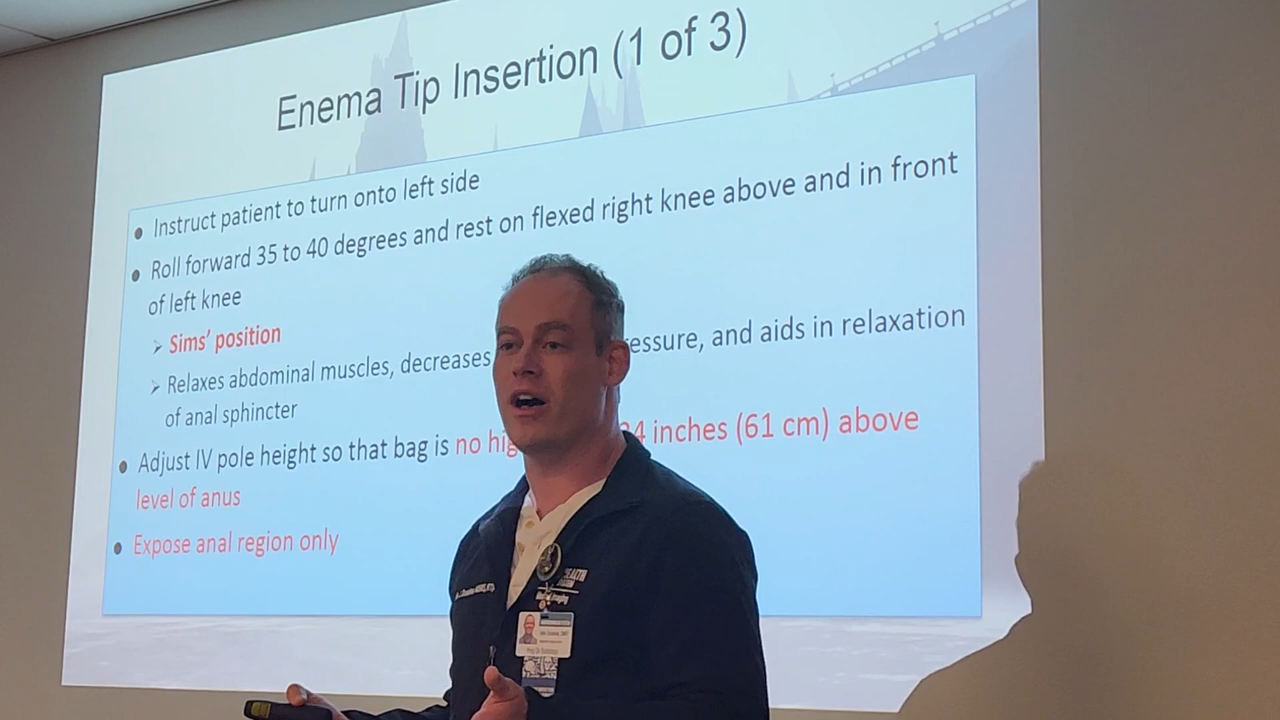 Enema Tip Insertion (1 of 3)
Instruct patient to turn onto left side
Roll forward 35 to 40 degrees and rest on flexed right knee above and in front
of left knee
Sims' position
Relaxes abdominal muscles, decreases essure, and aids in relaxation
of anal sphincter
Adjust IV pole height so that bag is no hig 24 inches (61 cm) above
level of anus
Expose anal region only